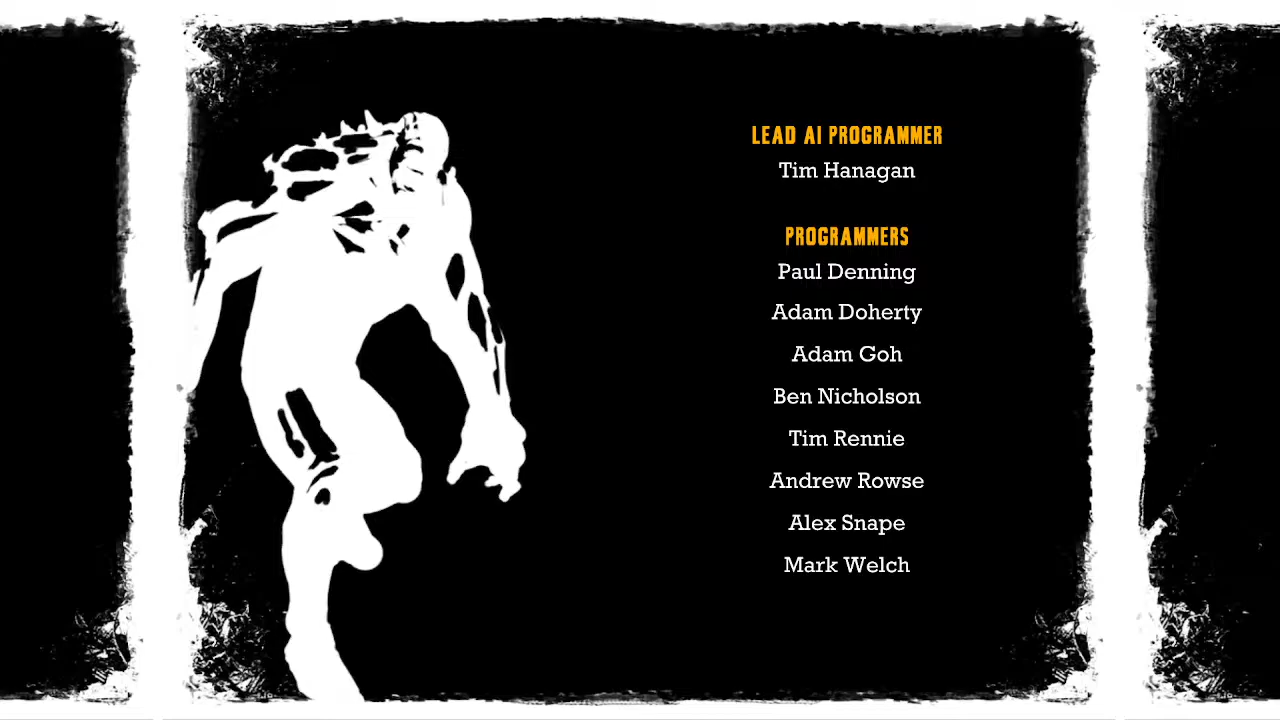 LEAD AI PROGRAMMER
Tim Hanagan
PROGRAMMERS
Paul Denning
Adam Doherty
Adam Goh
Ben Nicholson
Tim Rennie
Andrew Rowse
Alex Snape
Mark Welch